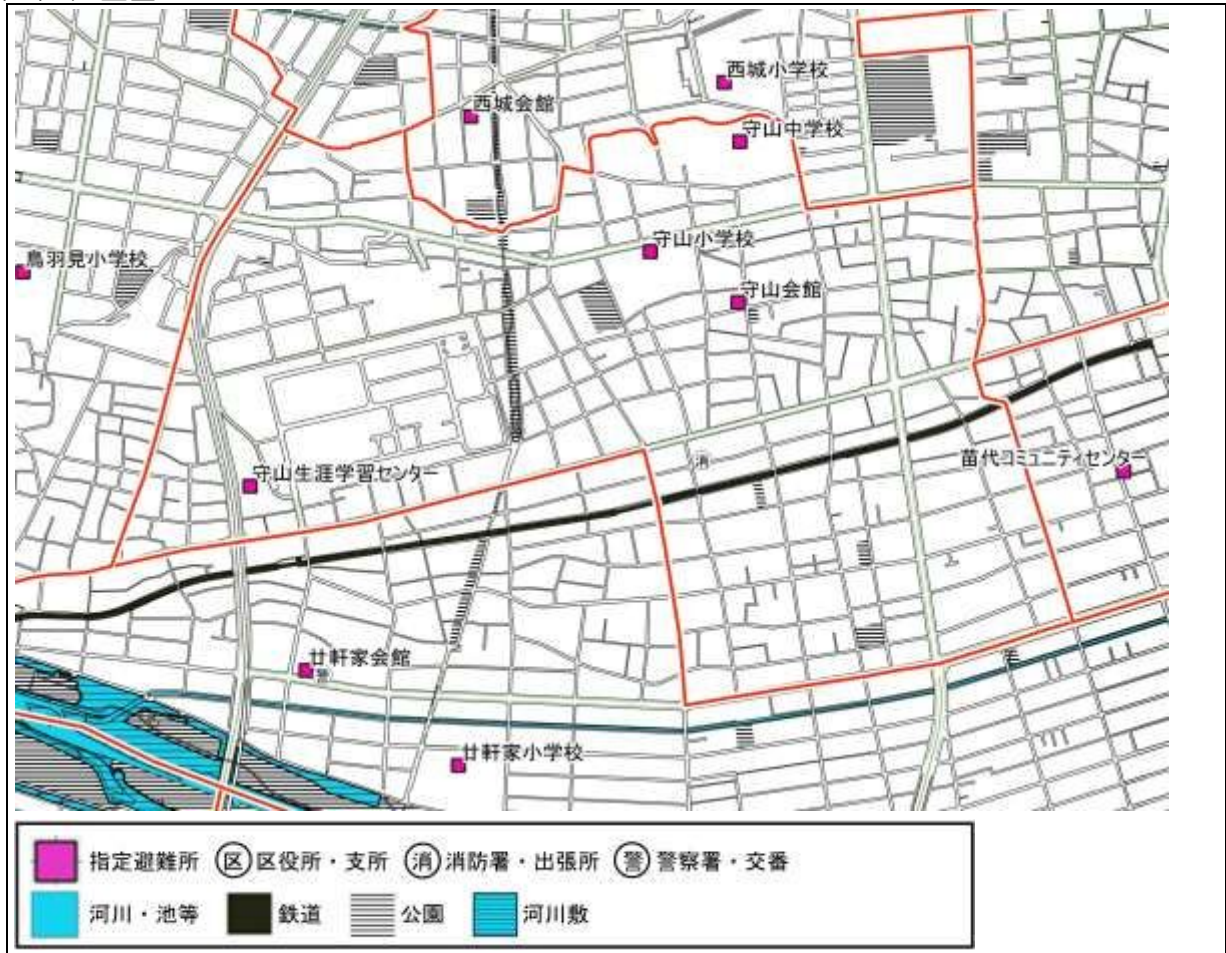 西城小学校
西城会館
守山中学校
守山小学校
鳥羽見小学校
守山会館
苗代コミュニティセンター
消
守山生涯学習センター
廿軒家会館
警
廿軒家小学校
指定避難所 区 区役所・支所 消 消防署・出張所 警 警察署・交番
河川・池等 鉄道 公園 河川敷